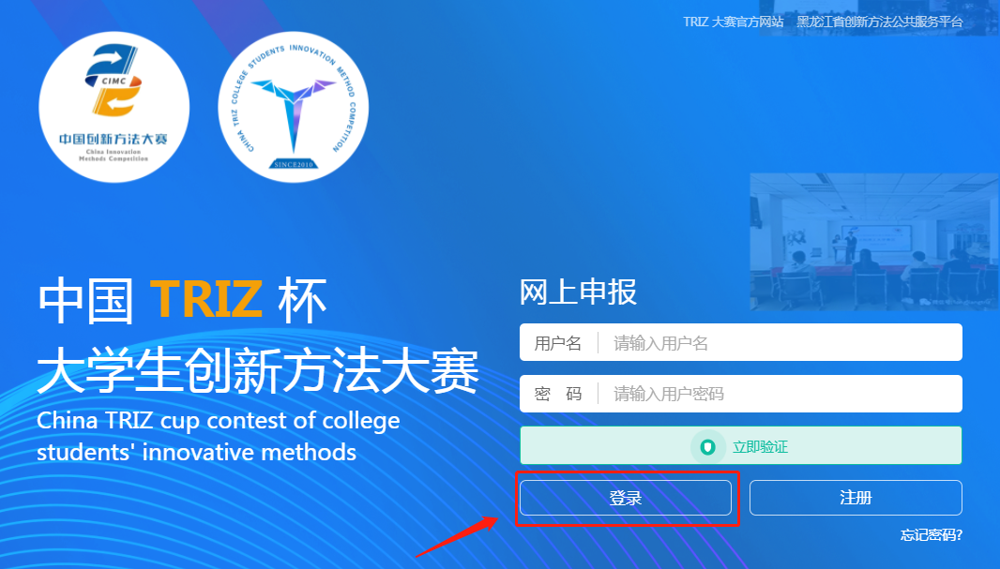 TRIZ 大赛官方网站 黑龙江省创新方法公共服务平台
CIMC
中国创新方法大赛
China Innovation
Methods Competition
CHINA TRIZ COLLEGE STUDENTS INNOVATION METHOD COMPETITION
SINCE2010
中国 TRIZ 杯
大学生创新方法大赛
China TRIZ cup contest of college
students' innovative methods
网上申报
用户名 请输入用户名
密 码 请输入用户密码
立即验证
登录 注册
忘记密码?